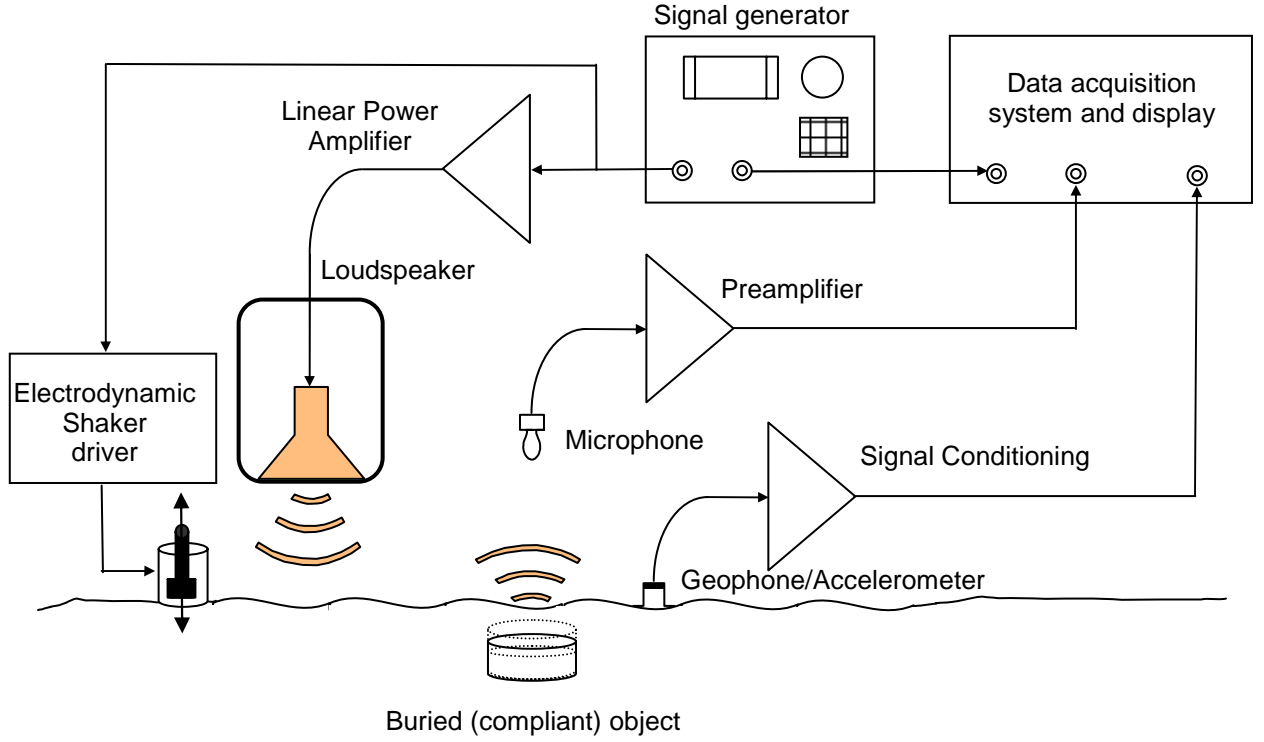 Signal generator
Data acquisition
system and display
Linear Power
Amplifier
Loudspeaker
Preamplifier
Electrodynamic
Shaker
driver
Microphone
Signal Conditioning
Geophone/Accelerometer
Buried (compliant) object